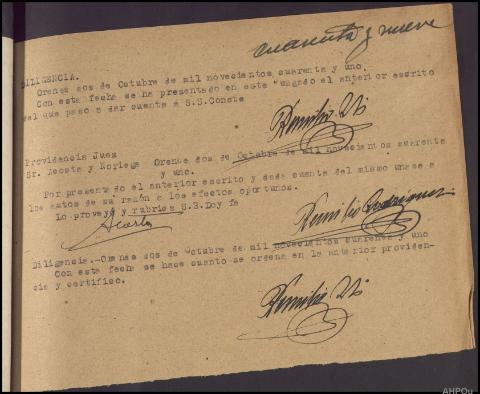 cuarenta y nueve
DILIGENCIA.
Orense dos de Octubre de mil novecientos cuarenta y uno.
Con esta fecha se ha presentado en este Juzgado el anterior escrito
del que paso a dar cuenta a S.S. Conste
Providencia Juez
Sr. Acosta y Noriega
Orense dos de Octubre de mil novecientos cuarenta
y uno.
Por presentado el anterior escrito y dada cuenta del mismo unase a
los autos de su razón a los efectos oportunos.
Lo proveyo y rubrica S.S. Doy fe
Acosta
Rodriguez
Diligencia.-Orense dos de Octubre de mil novecientos cuarenta y uno
Con esta fecha se hace cuanto se ordena en la anterior providen-
cia y certifico.
AHPOu